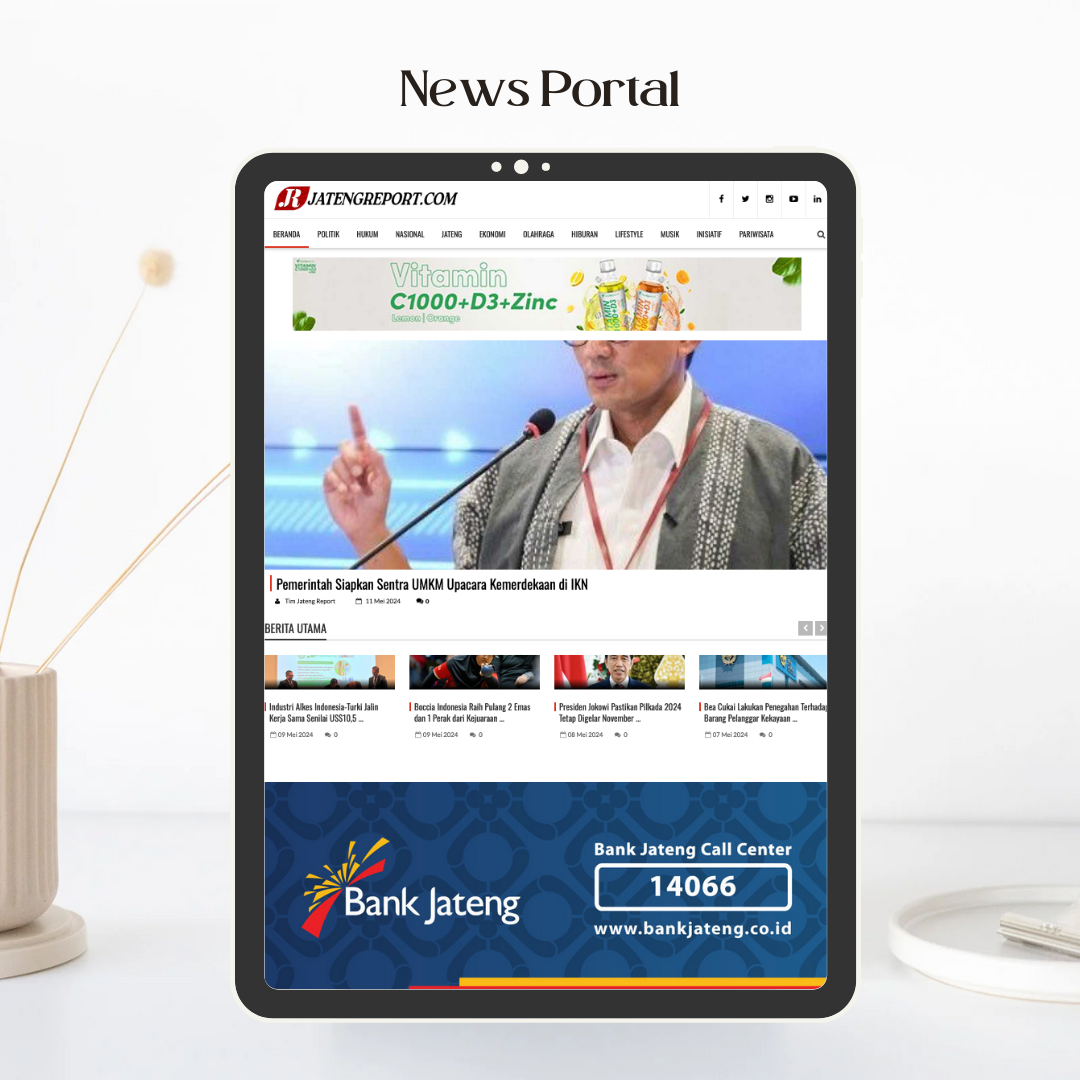 News Portal
JR JATENGREPORT.COM
BERANDA POLITIK HUKUM NASIONAL JATENG EKONOMI OLAHRAGA HIBURAN LIFESTYLE MUSIK INISIATIF PARIWISATA
Vitamin
C1000+D3+Zinc
Lemon | Orange
Pemerintah Siapkan Sentra UMKM Upacara Kemerdekaan di IKN
Tim Jateng Report 11 Mei 2024 0
BERITA UTAMA
Industri Alkes Indonesia-Turki Jalin
Kerja Sama Senilai US$10,5 ...
09 Mei 2024 0
Boccia Indonesia Raih Pulang 2 Emas
dan 1 Perak dari Kejuaraan ...
09 Mei 2024 0
Presiden Jokowi Pastikan Pilkada 2024
Tetap Digelar November ...
08 Mei 2024 0
Bea Cukai Lakukan Penegahan Terhadap
Barang Pelanggar Kekayaan ...
07 Mei 2024 0
Bank Jateng
Bank Jateng Call Center
14066
www.bankjateng.co.id